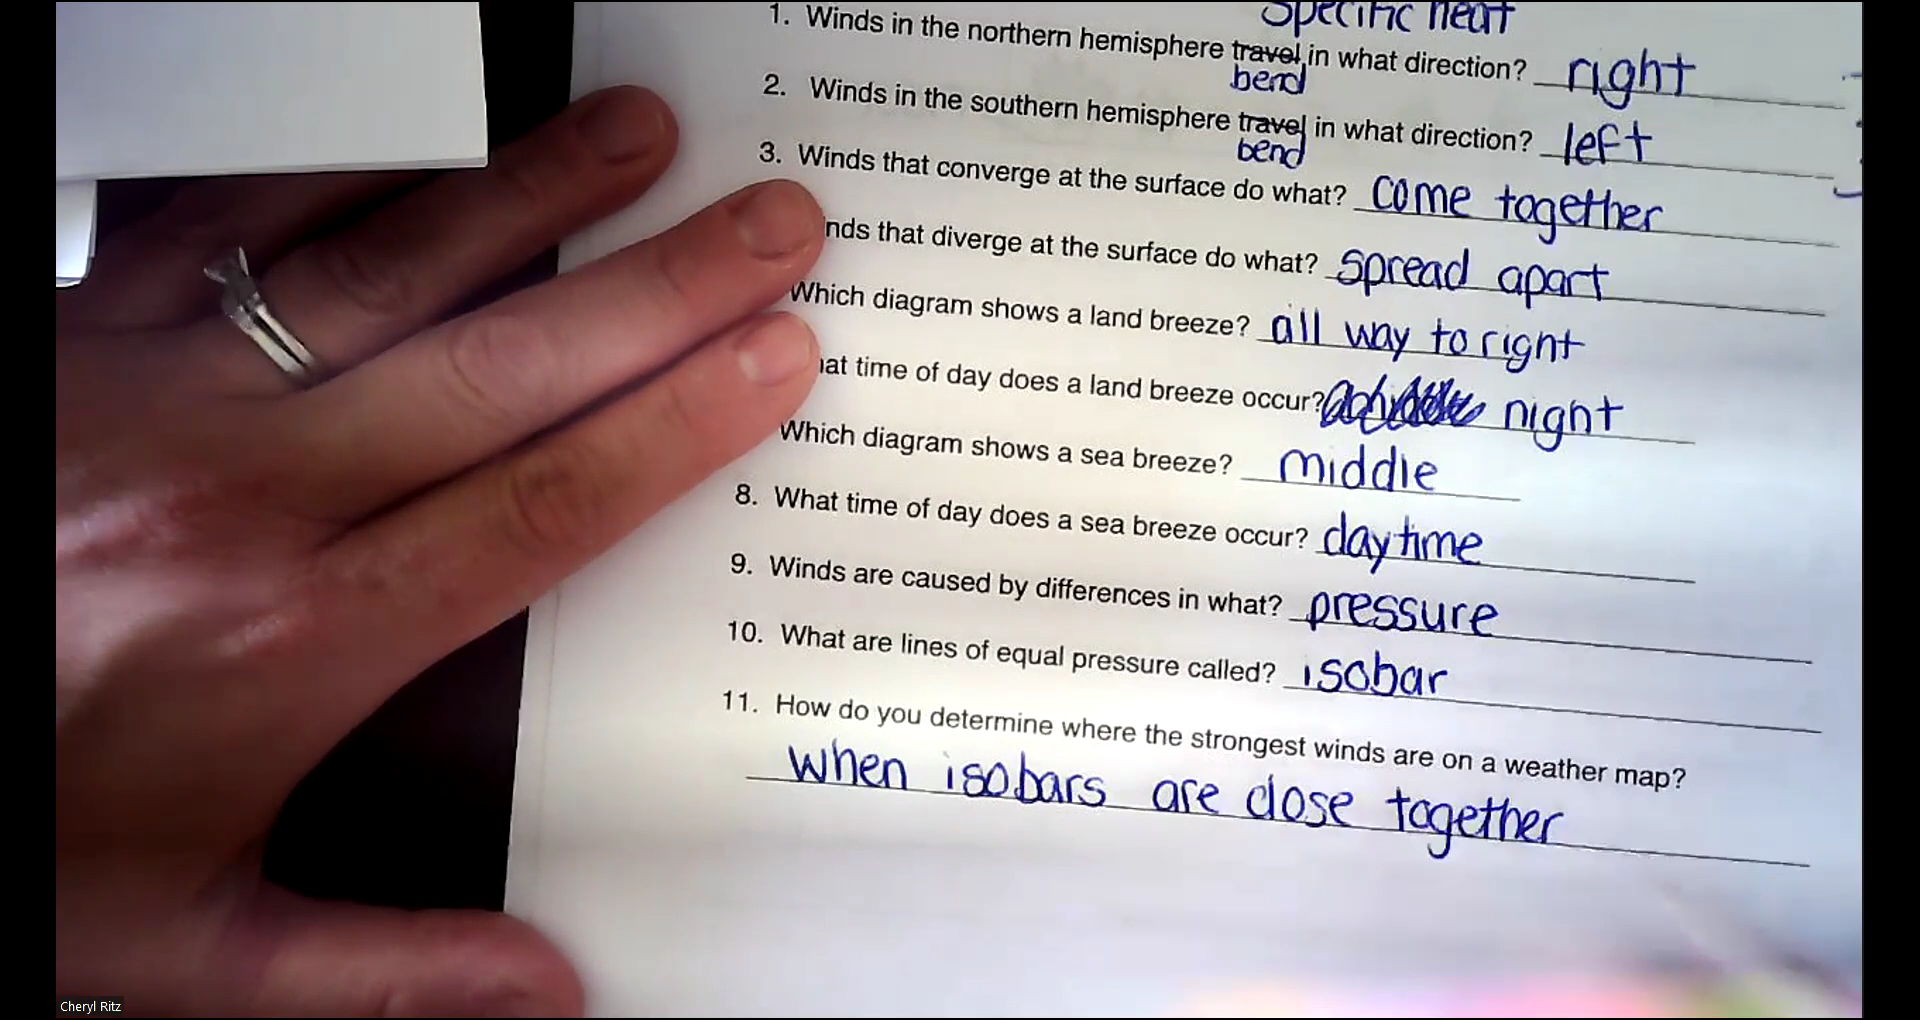 Specific heat
1. Winds in the northern hemisphere travel in what direction? right
bend
2. Winds in the southern hemisphere travel in what direction? left
bend
3. Winds that converge at the surface do what? come together
nds that diverge at the surface do what? spread apart
Which diagram shows a land breeze? all way to right
hat time of day does a land breeze occur? night
Which diagram shows a sea breeze? middle
8. What time of day does a sea breeze occur? daytime
9. Winds are caused by differences in what? pressure
10. What are lines of equal pressure called? isobar
11. How do you determine where the strongest winds are on a weather map?
when isobars are close together
Cheryl Ritz